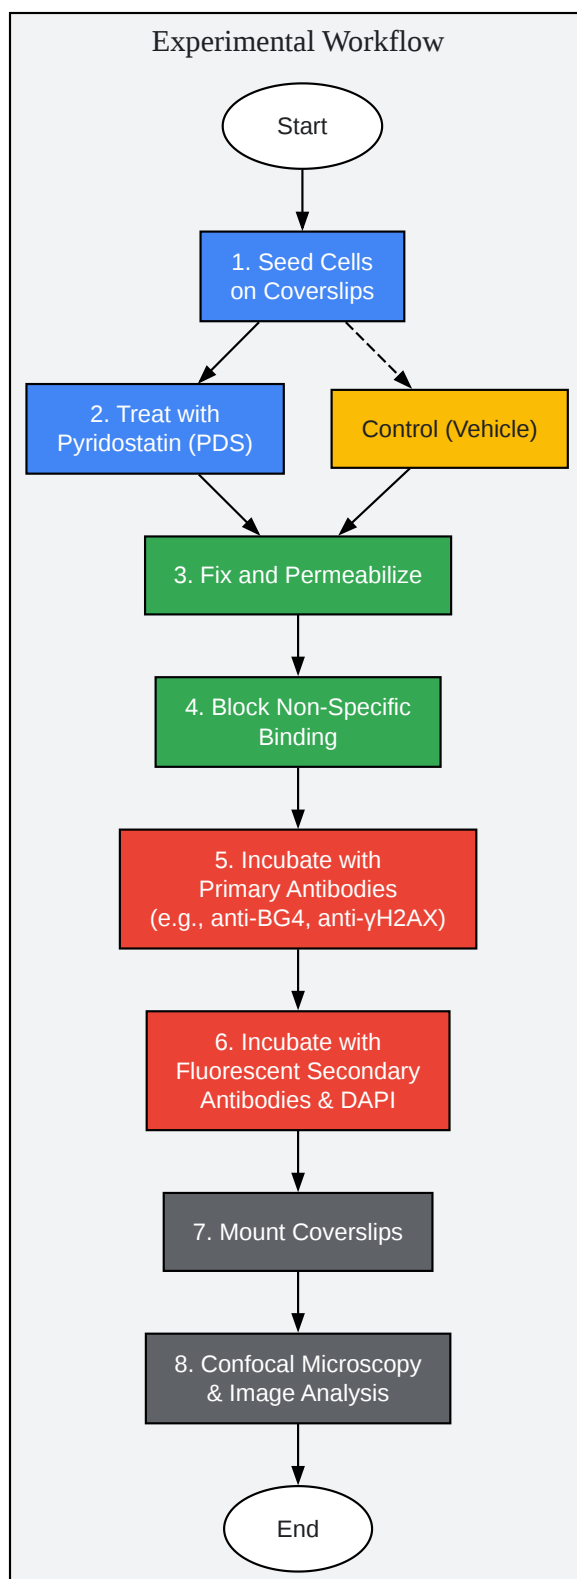 Experimental Workflow
Start
1. Seed Cells
on Coverslips
2. Treat with
Pyridostatin (PDS)
Control (Vehicle)
3. Fix and Permeabilize
4. Block Non-Specific
Binding
5. Incubate with
Primary Antibodies
(e.g., anti-BG4, anti-γH2AX)
6. Incubate with
Fluorescent Secondary
Antibodies & DAPI
7. Mount Coverslips
8. Confocal Microscopy
& Image Analysis
End